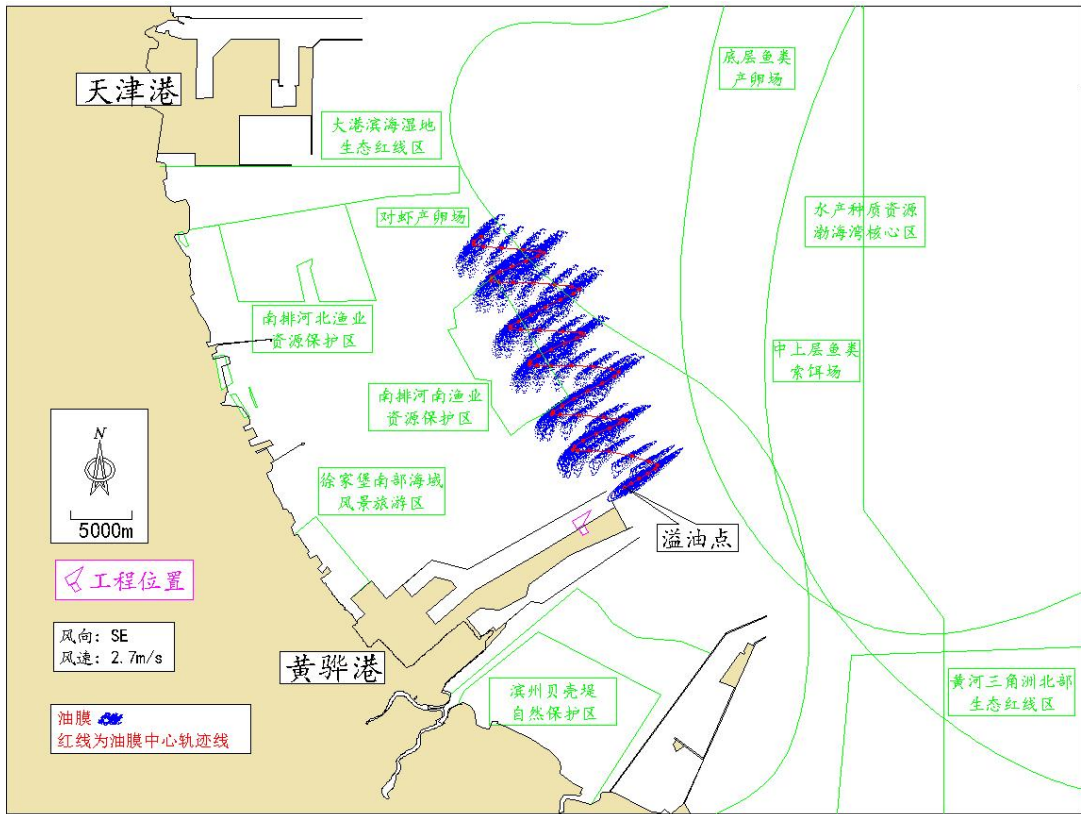 天津港
大港滨海湿地
生态红线区
底层鱼类
产卵场
对虾产卵场
水产种质资源
渤海湾核心区
南排河北渔业
资源保护区
中上层鱼类
索饵场
南排河南渔业
资源保护区
N
5000m
徐家堡南部海域
风景旅游区
溢油点
工程位置
风向: SE
风速: 2.7m/s
黄骅港
滨州贝壳堤
自然保护区
黄河三角洲北部
生态红线区
油膜
红线为油膜中心轨迹线